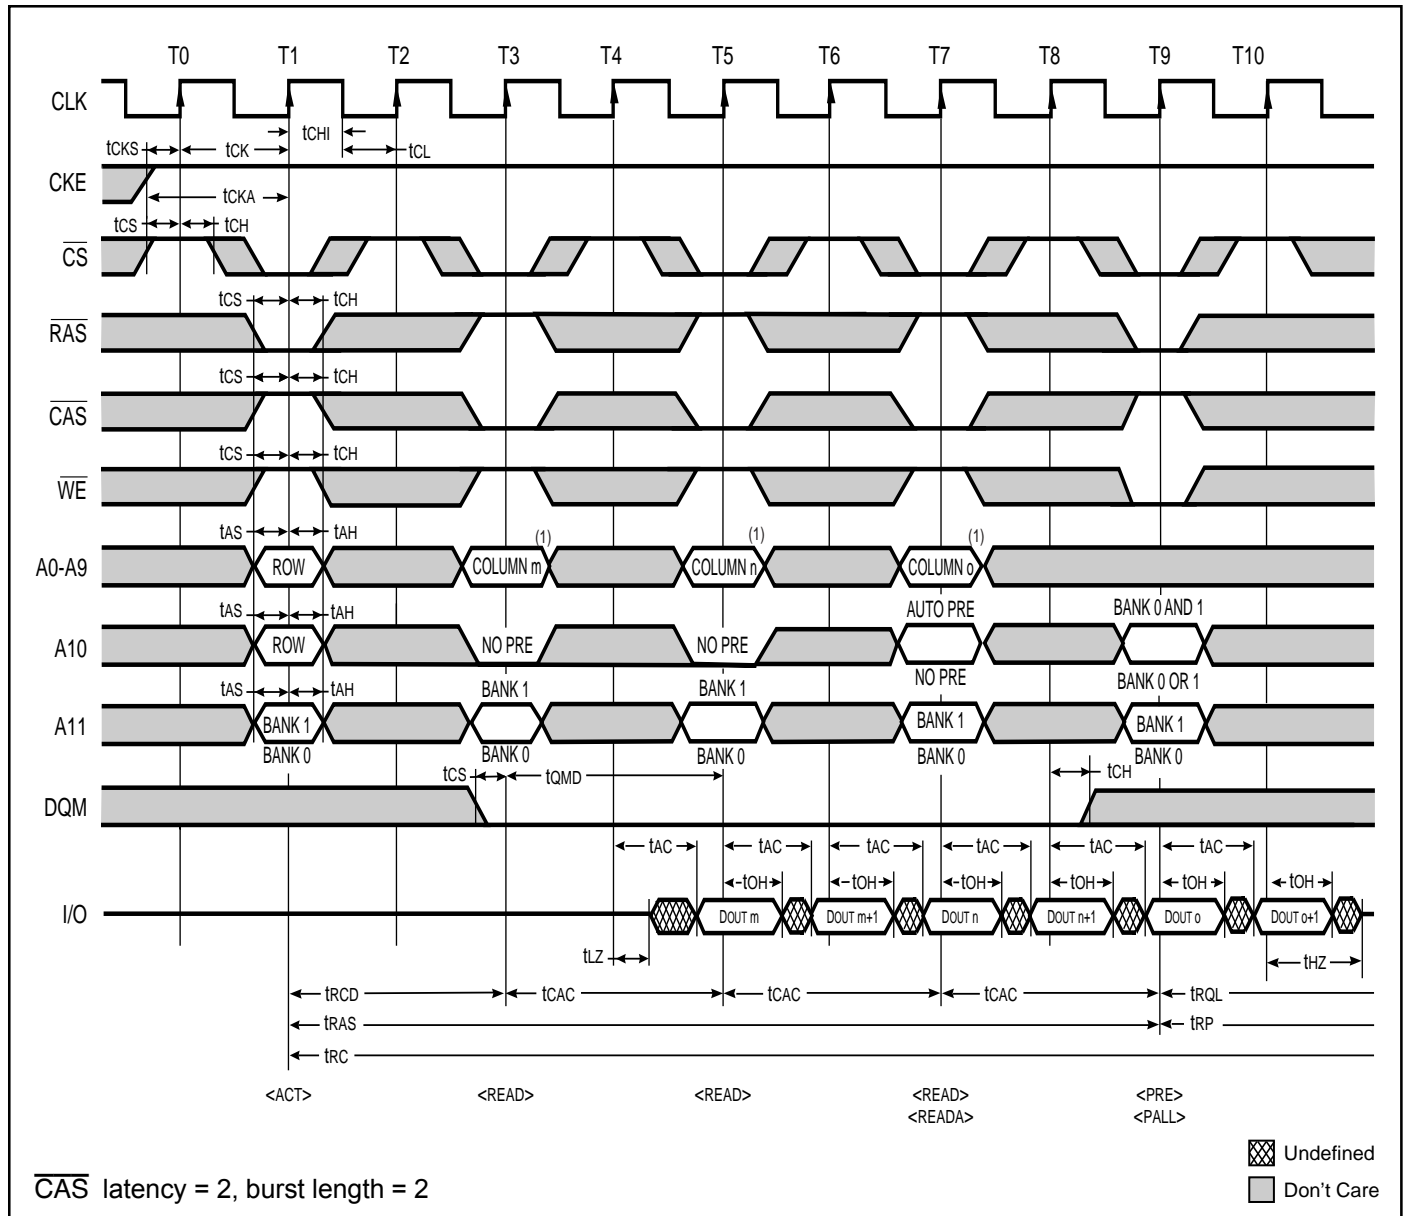 T0 T1 T2 T3 T4 T5 T6 T7 T8 T9 T10
CLK
tCHI
tCKS tCK tCL
CKE
tCKA
tCS tCH
CS
tCS tCH
RAS
tCS tCH
CAS
tCS tCH
WE
tAS tAH (1) (1) (1)
A0-A9 ROW COLUMN m COLUMN n COLUMN o
tAS tAH AUTO PRE BANK 0 AND 1
A10 ROW NO PRE NO PRE
NO PRE BANK 0 OR 1
tAS tAH BANK 1 BANK 1
A11 BANK 1 BANK 1 BANK 1
BANK 0 BANK 0 BANK 0 BANK 0 BANK 0
tCS tQMD tCH
DQM
tAC tAC tAC tAC tAC tAC
tOH tOH tOH tOH tOH tOH
I/O DOUT m DOUT m+1 DOUT n DOUT n+1 DOUT o DOUT o+1
tLZ tHZ
tRCD tCAC tCAC tCAC tRQL
tRAS tRP
tRC
<ACT> <READ> <READ> <READ> <PRE>
<READA> <PALL>
Undefined
CAS latency = 2, burst length = 2 Don't Care